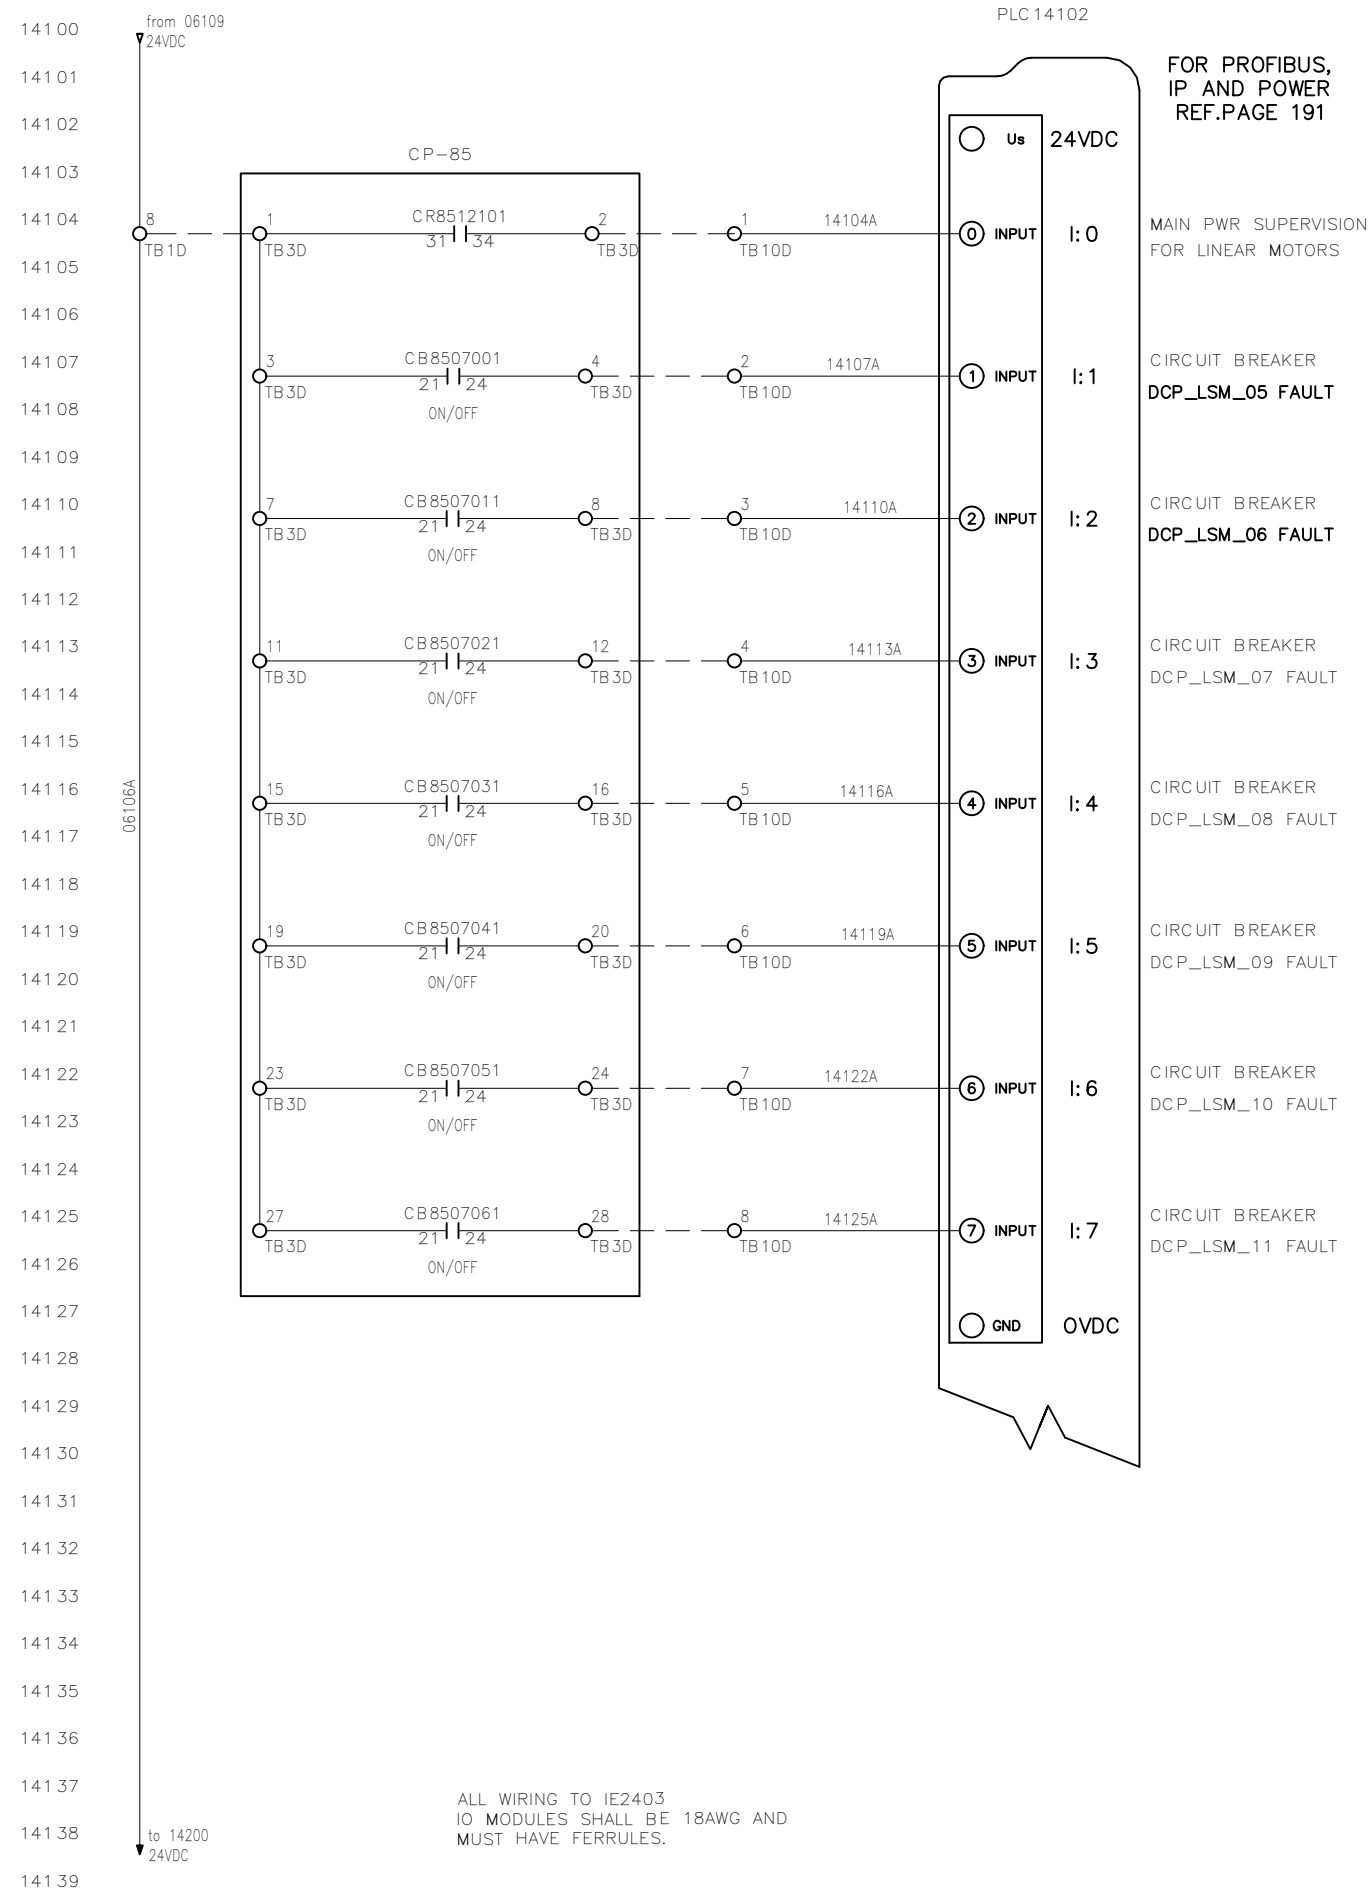 PLC14102
14100
from 06109
24VDC
FOR PROFIBUS,
IP AND POWER
REF.PAGE 191
14101
14102
Us 24VDC
14103
CP-85
14104
8
TB1D
1
TB3D
CR8512101
31 34
2
TB3D
1
TB10D
14104A
0 INPUT I:0
MAIN PWR SUPERVISION
FOR LINEAR MOTORS
14105
14106
14107
3
TB3D
CB8507001
21 24
ON/OFF
4
TB3D
2
TB10D
14107A
1 INPUT I:1
CIRCUIT BREAKER
DCP_LSM_05 FAULT
14108
14109
14110
7
TB3D
CB8507011
21 24
ON/OFF
8
TB3D
3
TB10D
14110A
2 INPUT I:2
CIRCUIT BREAKER
DCP_LSM_06 FAULT
14111
14112
14113
11
TB3D
CB8507021
21 24
ON/OFF
12
TB3D
4
TB10D
14113A
3 INPUT I:3
CIRCUIT BREAKER
DCP_LSM_07 FAULT
14114
14115
14116
06106A
15
TB3D
CB8507031
21 24
ON/OFF
16
TB3D
5
TB10D
14116A
4 INPUT I:4
CIRCUIT BREAKER
DCP_LSM_08 FAULT
14117
14118
14119
19
TB3D
CB8507041
21 24
ON/OFF
20
TB3D
6
TB10D
14119A
5 INPUT I:5
CIRCUIT BREAKER
DCP_LSM_09 FAULT
14120
14121
14122
23
TB3D
CB8507051
21 24
ON/OFF
24
TB3D
7
TB10D
14122A
6 INPUT I:6
CIRCUIT BREAKER
DCP_LSM_10 FAULT
14123
14124
14125
27
TB3D
CB8507061
21 24
ON/OFF
28
TB3D
8
TB10D
14125A
7 INPUT I:7
CIRCUIT BREAKER
DCP_LSM_11 FAULT
14126
14127
GND 0VDC
14128
14129
14130
14131
14132
14133
14134
14135
14136
14137
14138
to 14200
24VDC
ALL WIRING TO IE2403
IO MODULES SHALL BE 18AWG AND
MUST HAVE FERRULES.
14139